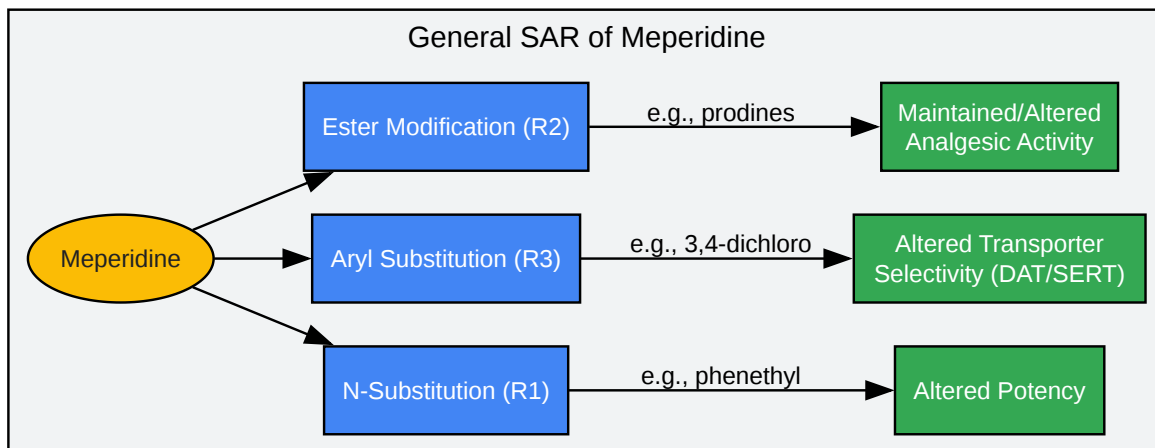 General SAR of Meperidine
Ester Modification (R2)
e.g., prodines
Maintained/Altered
Analgesic Activity
Meperidine
Aryl Substitution (R3)
e.g., 3,4-dichloro
Altered Transporter
Selectivity (DAT/SERT)
N-Substitution (R1)
e.g., phenethyl
Altered Potency